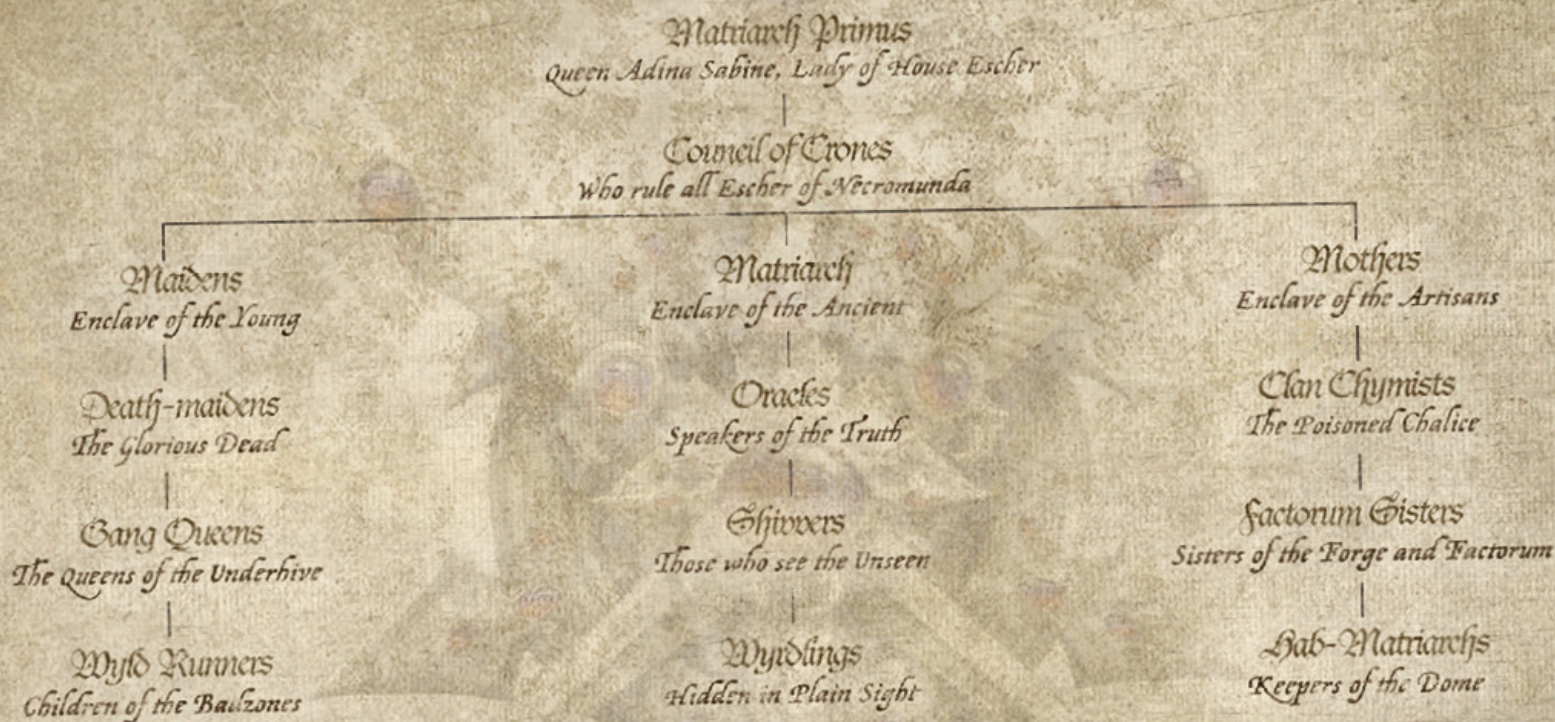 Matriarch Primus
Queen Adina Sabine, Lady of House Escher
Council of Crones
Who rule all Escher of Necromunda
Maidens
Enclave of the Young
Death-maidens
The Glorious Dead
Gang Queens
The Queens of the Underhive
Wyld Runners
Children of the Badzones
Matriarch
Enclave of the Ancient
Oracles
Speakers of the Truth
Shivvers
Those who see the Unseen
Wyrdlings
Hidden in Plain Sight
Mothers
Enclave of the Artisans
Clan Chymists
The Poisoned Chalice
Factorum Sisters
Sisters of the Forge and Factorum
Hab-Matriarchs
Keepers of the Dome